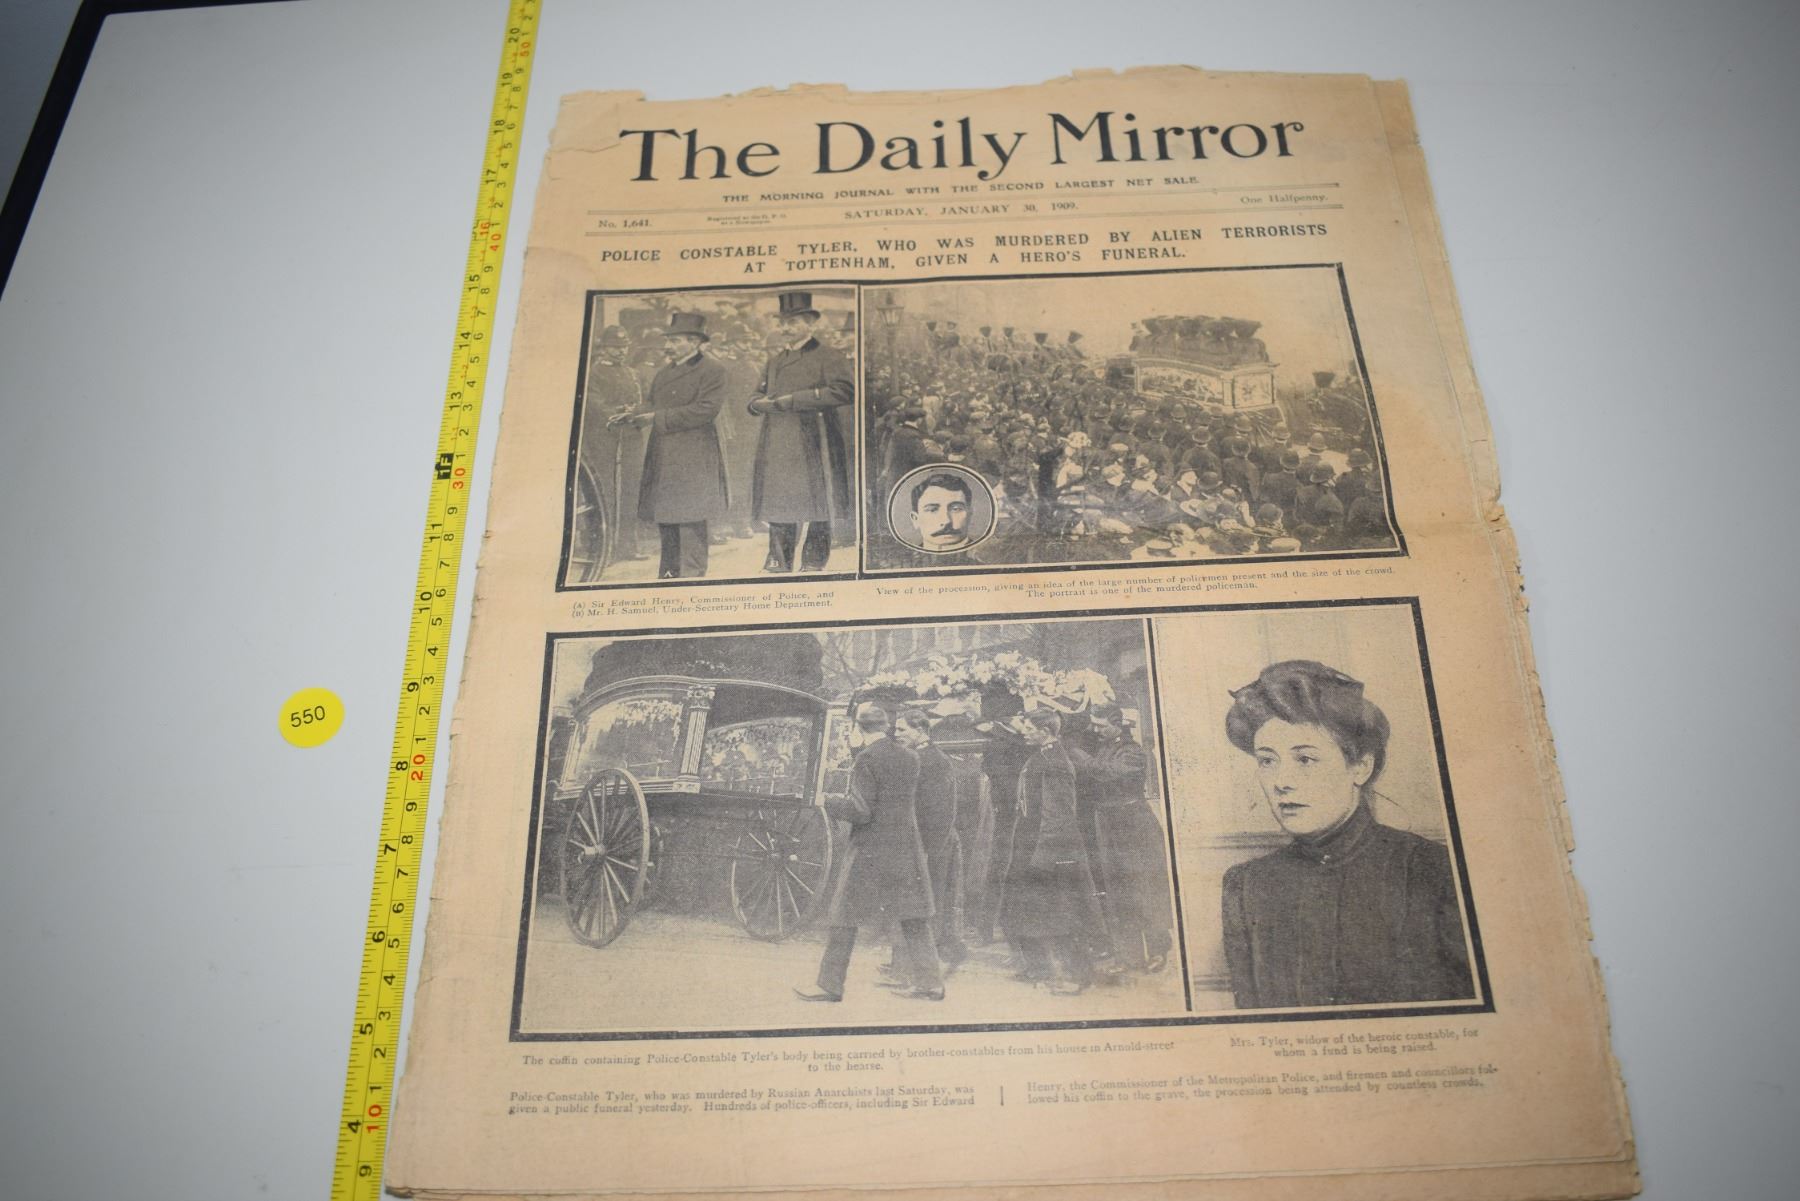 The Daily Mirror
THE MORNING JOURNAL WITH THE SECOND LARGEST NET SALE.
No. 1,641.
Registered at the G. P. O.
as a Newspaper.
SATURDAY, JANUARY 30, 1909.
One Halfpenny.
POLICE CONSTABLE TYLER, WHO WAS MURDERED BY ALIEN TERRORISTS
AT TOTTENHAM, GIVEN A HERO'S FUNERAL.
A
B
(A) Sir Edward Henry, Commissioner of Police, and
(B) Mr. H. Samuel, Under-Secretary Home Department.
View of the procession, giving an idea of the large number of policemen present and the size of the crowd.
The portrait is one of the murdered policeman.
550
The coffin containing Police-Constable Tyler's body being carried by brother-constables from his house in Arnold-street
to the hearse.
Mrs. Tyler, widow of the heroic constable, for
whom a fund is being raised.
Police-Constable Tyler, who was murdered by Russian Anarchists last Saturday, was
given a public funeral yesterday. Hundreds of police-officers, including Sir Edward
Henry, the Commissioner of the Metropolitan Police, and firemen and councillors fol-
lowed his coffin to the grave, the procession being attended by countless crowds.